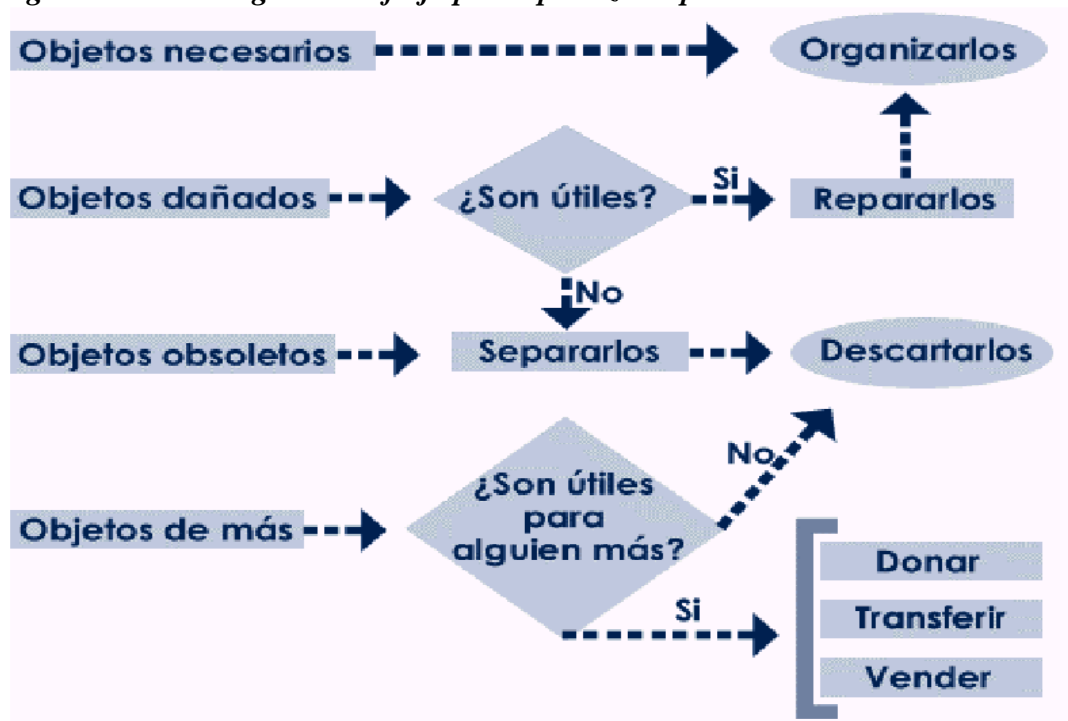 Objetos necesarios
Organizarlos
Objetos dañados
¿Son útiles?
Si
Repararlos
No
Objetos obsoletos
Separarlos
Descartarlos
No
Objetos de más
¿Son útiles
para
alguien más?
Si
Donar
Transferir
Vender